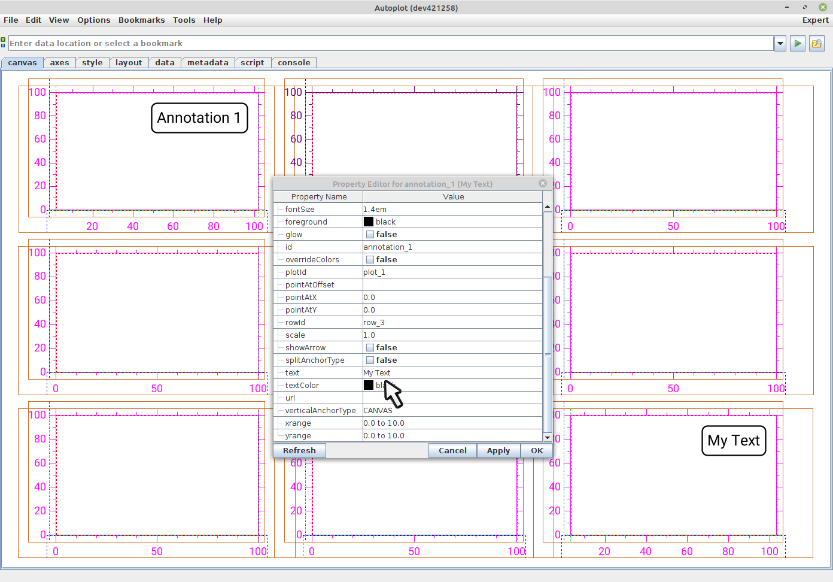 Autoplot (dev421258)
File Edit View Options Bookmarks Tools Help Expert
Enter data location or select a bookmark
canvas axes style layout data metadata script console
100 100 100
80 80 80
60 60 60
40 40 40
20 20
0 0
20 40 60 80 100 50 100
Annotation 1
Property Editor for annotation_1 (My Text)
Property Name Value
fontSize 1.4em
foreground black
glow false
id annotation_1
overrideColors false
plotId plot_1
pointAtOffset
pointAtX 0.0
pointAtY 0.0
rowId row_3
scale 1.0
showArrow false
splitAnchorType false
text My Text
textColor
url
verticalAnchorType CANVAS
xrange 0.0 to 10.0
yrange 0.0 to 10.0
Refresh Cancel Apply OK
100 100
80 80
60 60
40 40
20 20
0 0
0 50 100 50 100
100 100
80 80
60 60 60
40 40 40
20 20 20
0 0 0
0 50 100 0 50 100 20 40 60 80 100
My Text